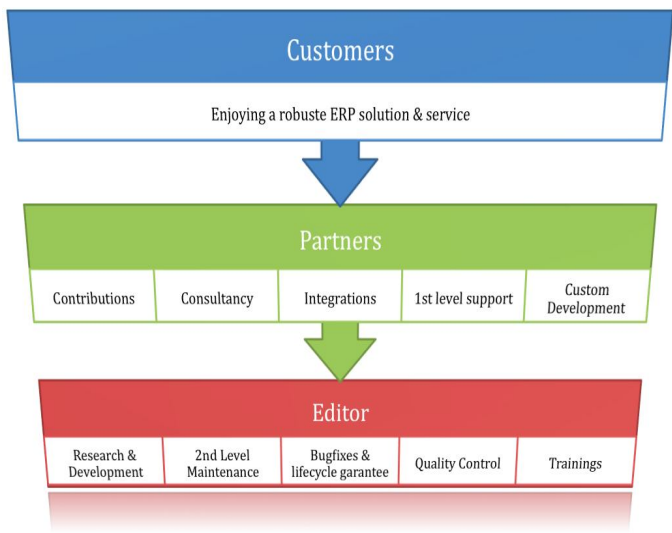 Customers
Enjoying a robuste ERP solution & service
Partners
Contributions
Consultancy
Integrations
1st level support
Custom
Development
Editor
Research &
Development
2nd Level
Maintenance
Bugfixes &
lifecycle garantee
Quality Control
Trainings